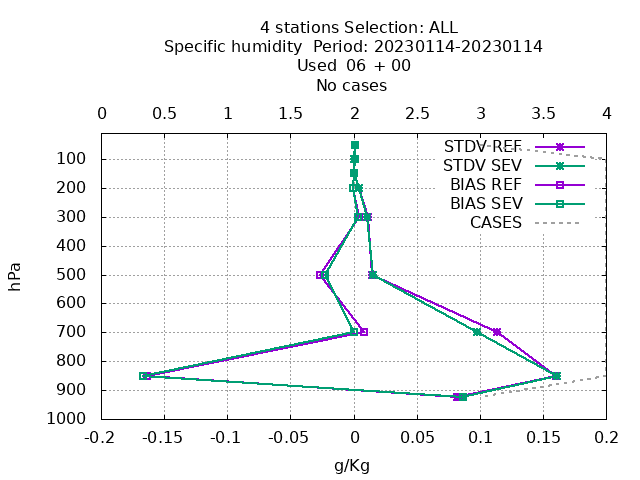 4 stations Selection: ALL
Specific humidity  Period: 20230114-20230114
Used  06 + 00
No cases
0 0.5 1 1.5 2 2.5 3 3.5 4
STDV REF
STDV SEV
BIAS REF
BIAS SEV
CASES
100
200
300
400
500
600
700
800
900
1000
hPa
-0.2 -0.15 -0.1 -0.05 0 0.05 0.1 0.15 0.2
g/Kg